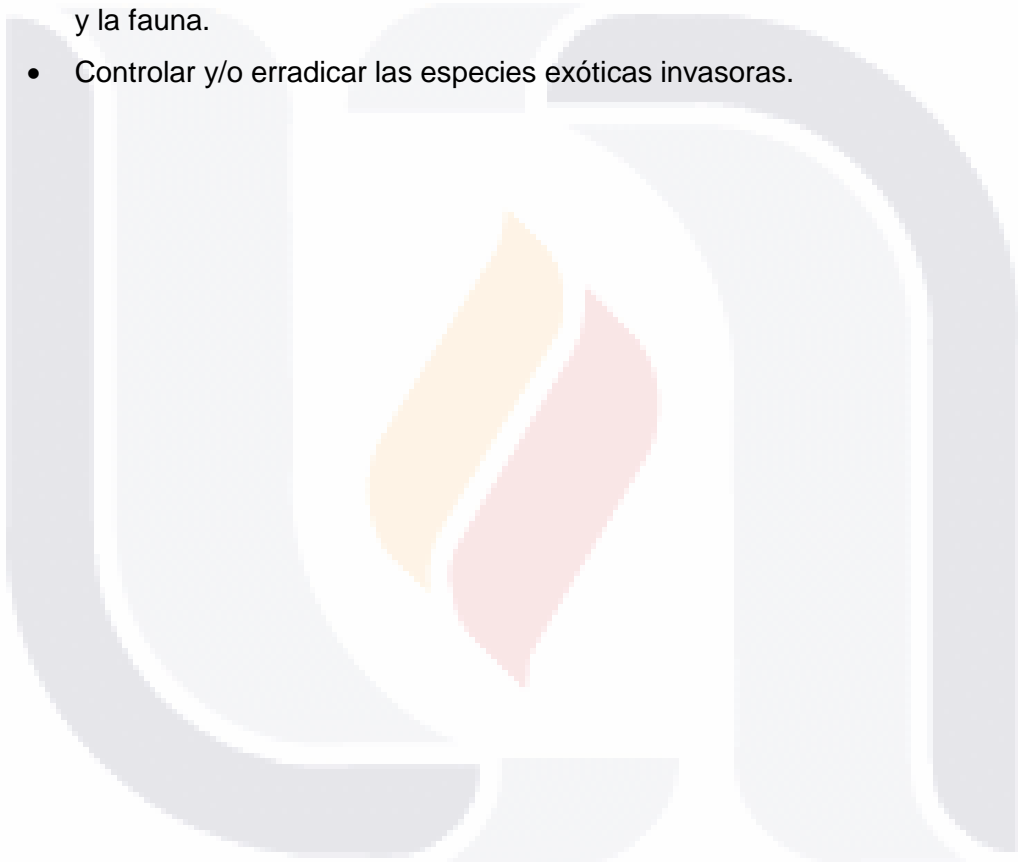 y la fauna.
• Controlar y/o erradicar las especies exóticas invasoras.